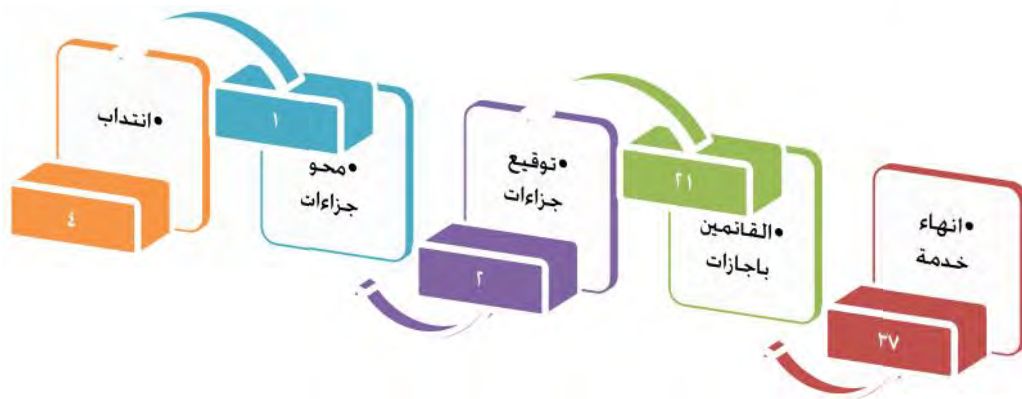 •انتداب
٤
١
•محو
جزاءات
•توقيع
جزاءات
٢
٢١
•القائمين
باجازات
•انهاء
خدمة
٣٧